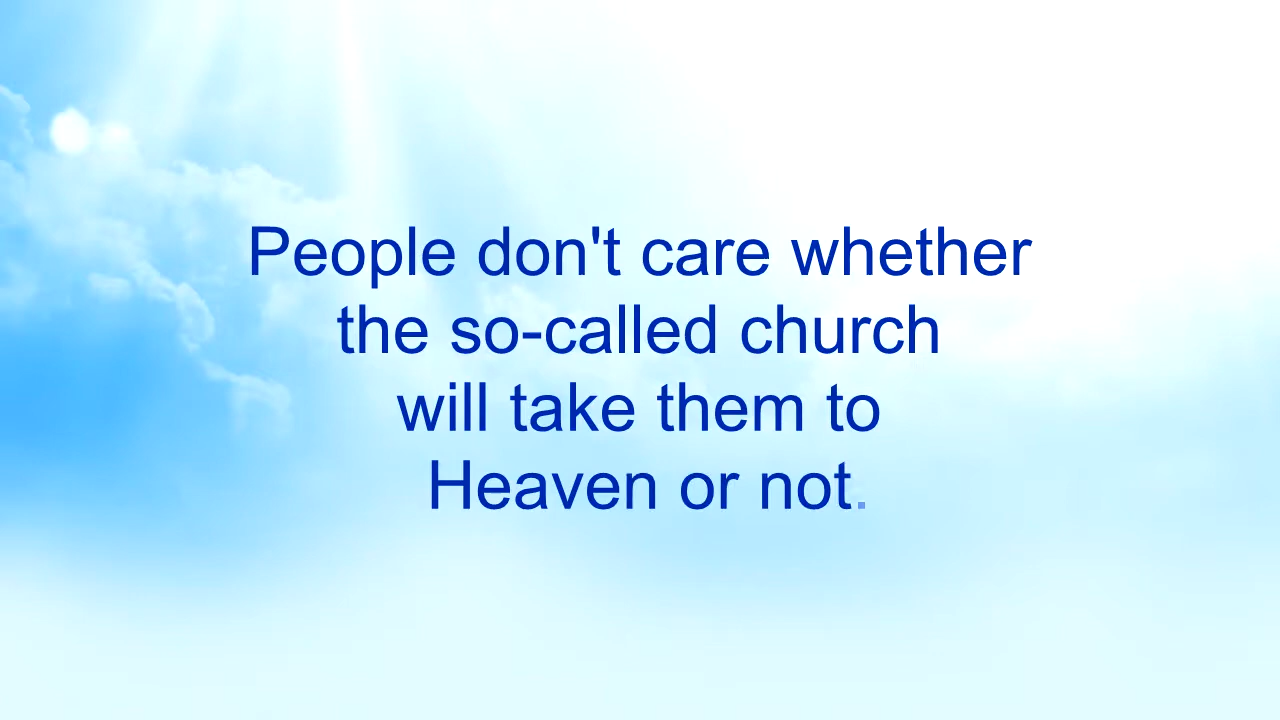 People don't care whether
the so-called church
will take them to
Heaven or not.